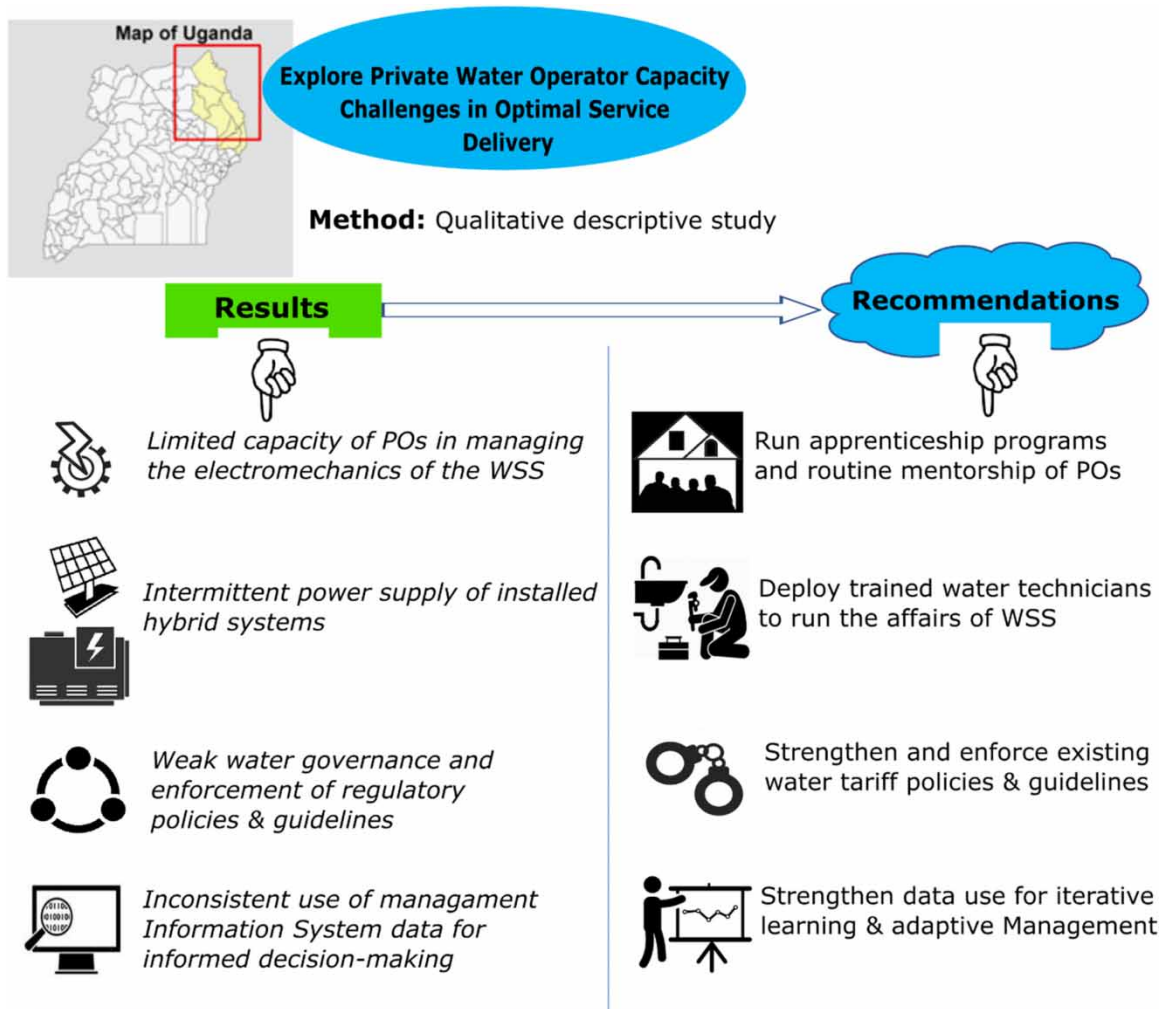 Map of Uganda
Explore Private Water Operator Capacity
Challenges in Optimal Service
Delivery
Method: Qualitative descriptive study
Results
Recommendations
Limited capacity of POs in managing
the electromechanics of the WSS
Intermittent power supply of installed
hybrid systems
Weak water governance and
enforcement of regulatory
policies & guidelines
Inconsistent use of managament
Information System data for
informed decision-making
Run apprenticeship programs
and routine mentorship of POs
Deploy trained water technicians
to run the affairs of WSS
Strengthen and enforce existing
water tariff policies & guidelines
Strengthen data use for iterative
learning & adaptive Management